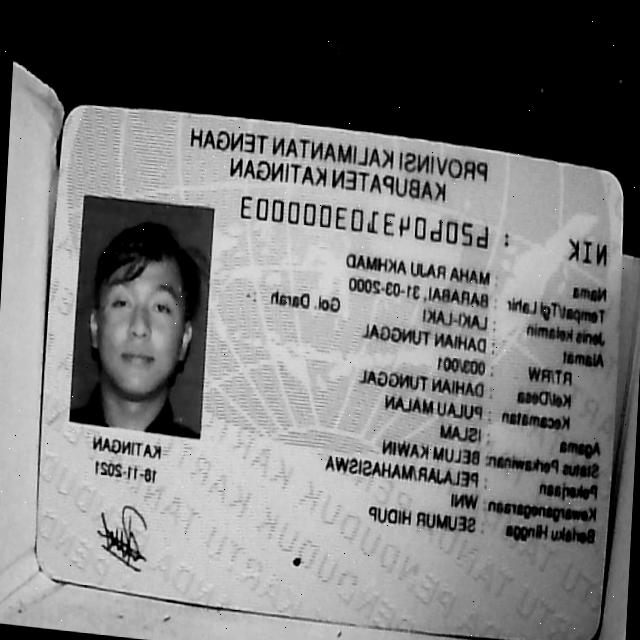 PROVINSI KALIMANTAN TENGAH
KABUPATEN KATINGAN
NIK : 6206043103000003
Nama : MAHA RAJU AKHMAD
Tempat/Tgl Lahir : BARABAI, 31-03-2000
Jenis kelamin : LAKI-LAKI Gol. Darah :
Alamat : DAHIAN TUNGGAL
RT/RW : 003/001
Kel/Desa : DAHIAN TUNGGAL
Kecamatan : PULAU MALAN
Agama : ISLAM
Status Perkawinan: BELUM KAWIN
Pekerjaan : PELAJAR/MAHASISWA
Kewarganegaraan: WNI
Berlaku Hingga : SEUMUR HIDUP
KATINGAN
18-11-2021